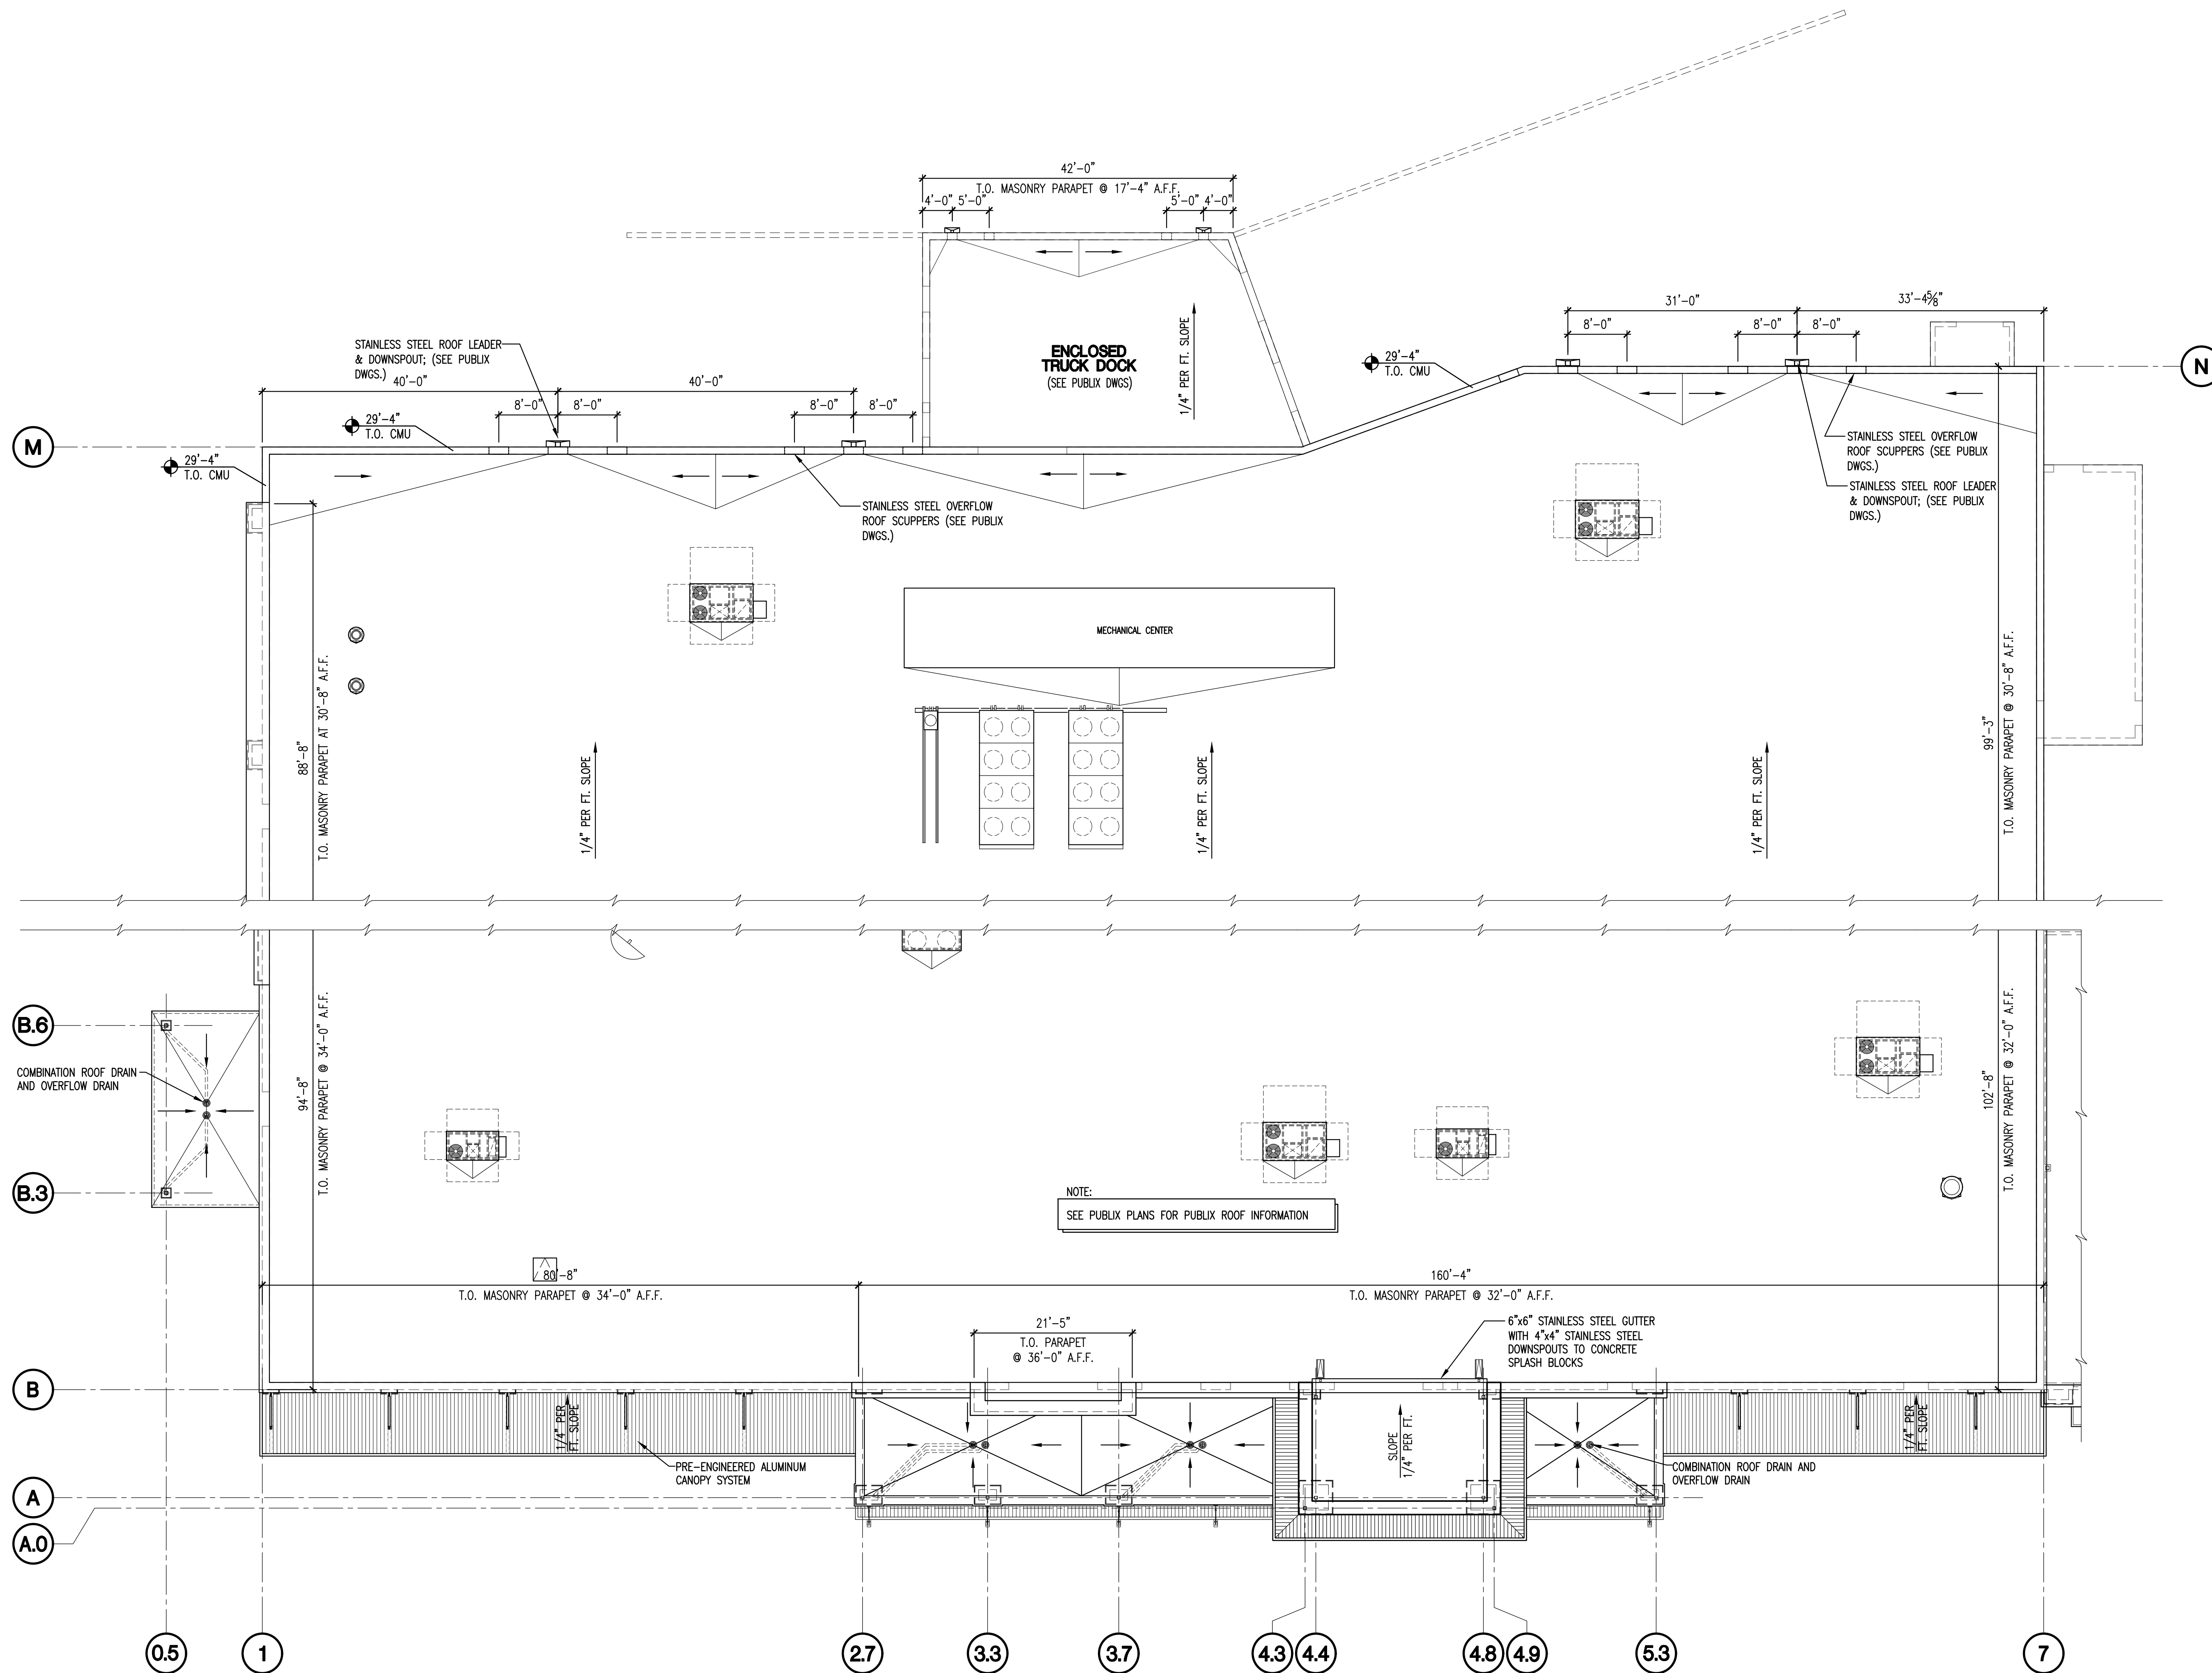 42'-0"
T.O. MASONRY PARAPET @ 17'-4" A.F.F.
4'-0" 5'-0"
5'-0" 4'-0"
31'-0"
33'-4⅝"
8'-0"
8'-0"
8'-0"
STAINLESS STEEL ROOF LEADER
& DOWNSPOUT; (SEE PUBLIX
DWGS.)
ENCLOSED
TRUCK DOCK
(SEE PUBLIX DWGS)
1/4" PER FT. SLOPE
29'-4"
T.O. CMU
N
40'-0"
40'-0"
8'-0"
8'-0"
8'-0"
8'-0"
29'-4"
T.O. CMU
M
29'-4"
T.O. CMU
STAINLESS STEEL OVERFLOW
ROOF SCUPPERS (SEE PUBLIX
DWGS.)
STAINLESS STEEL ROOF LEADER
& DOWNSPOUT; (SEE PUBLIX
DWGS.)
STAINLESS STEEL OVERFLOW
ROOF SCUPPERS (SEE PUBLIX
DWGS.)
MECHANICAL CENTER
88'-8"
T.O. MASONRY PARAPET AT 30'-8" A.F.F.
1/4" PER FT. SLOPE
1/4" PER FT. SLOPE
1/4" PER FT. SLOPE
99'-3"
T.O. MASONRY PARAPET @ 30'-8" A.F.F.
B.6
COMBINATION ROOF DRAIN
AND OVERFLOW DRAIN
94'-8"
T.O. MASONRY PARAPET @ 34'-0" A.F.F.
102'-8"
T.O. MASONRY PARAPET @ 32'-0" A.F.F.
B.3
NOTE:
SEE PUBLIX PLANS FOR PUBLIX ROOF INFORMATION
80'-8"
T.O. MASONRY PARAPET @ 34'-0" A.F.F.
160'-4"
T.O. MASONRY PARAPET @ 32'-0" A.F.F.
21'-5"
T.O. PARAPET
@ 36'-0" A.F.F.
6"x6" STAINLESS STEEL GUTTER
WITH 4"x4" STAINLESS STEEL
DOWNSPOUTS TO CONCRETE
SPLASH BLOCKS
B
1/4" PER
FT. SLOPE
SLOPE
1/4" PER FT.
1/4" PER
FT. SLOPE
PRE-ENGINEERED ALUMINUM
CANOPY SYSTEM
COMBINATION ROOF DRAIN AND
OVERFLOW DRAIN
A
A.0
0.5
1
2.7
3.3
3.7
4.3
4.4
4.8
4.9
5.3
7